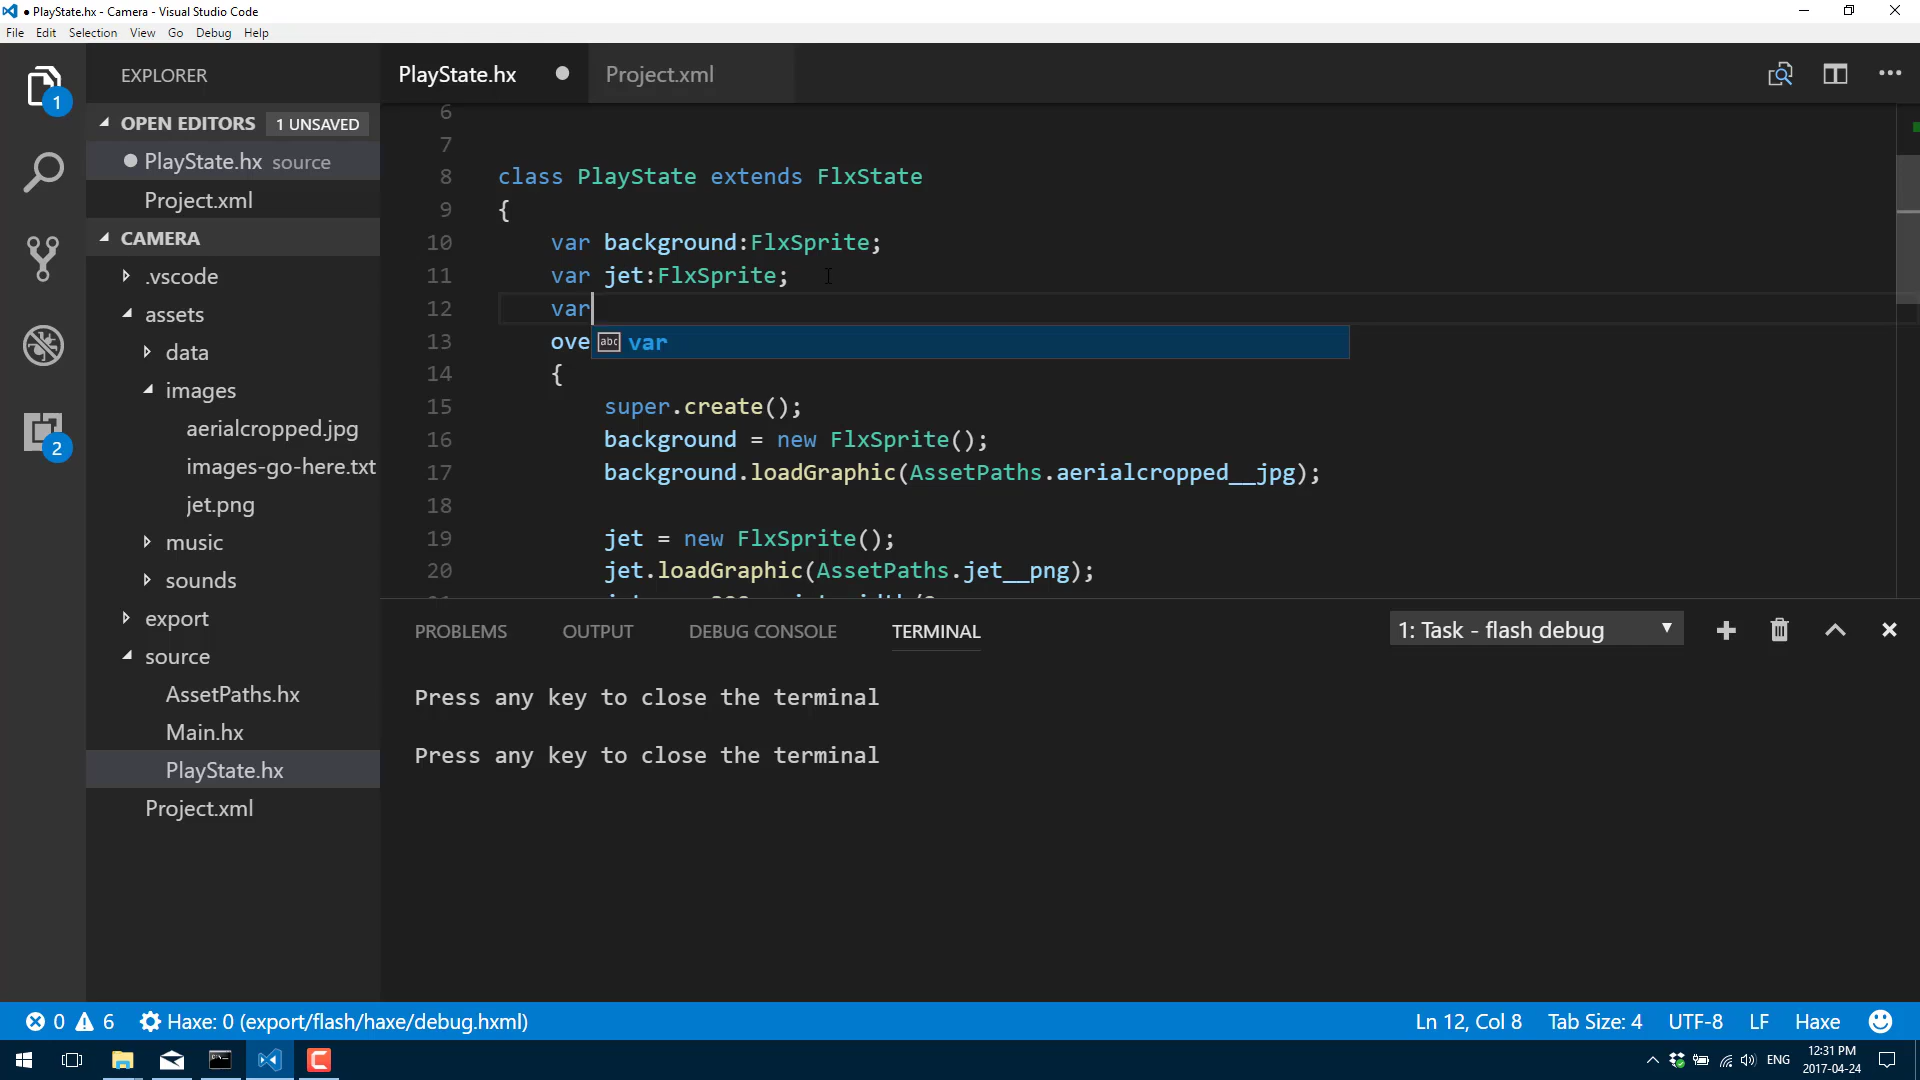 ● PlayState.hx - Camera - Visual Studio Code
File Edit Selection View Go Debug Help
1
2
EXPLORER
OPEN EDITORS 1 UNSAVED
PlayState.hx source
Project.xml
CAMERA
.vscode
assets
data
images
aerialcropped.jpg
images-go-here.txt
jet.png
music
sounds
export
source
AssetPaths.hx
Main.hx
PlayState.hx
Project.xml
PlayState.hx Project.xml
6
7
8 class PlayState extends FlxState
9 {
10 var background:FlxSprite;
11 var jet:FlxSprite;
12 var
abc var
13 ove
14 {
15 super.create();
16 background = new FlxSprite();
17 background.loadGraphic(AssetPaths.aerialcropped__jpg);
18
19 jet = new FlxSprite();
20 jet.loadGraphic(AssetPaths.jet__png);
PROBLEMS OUTPUT DEBUG CONSOLE TERMINAL 1: Task - flash debug
Press any key to close the terminal
Press any key to close the terminal
0 6 Haxe: 0 (export/flash/haxe/debug.hxml) Ln 12, Col 8 Tab Size: 4 UTF-8 LF Haxe
ENG 12:31 PM
2017-04-24